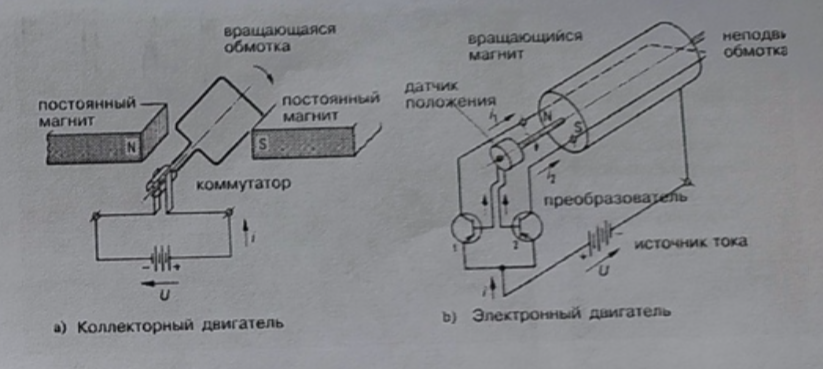 вращающаяся
обмотка
постоянный
магнит
N
постоянный
магнит
S
коммутатор
i
- +
U
а) Коллекторный двигатель
вращающийся
магнит
обмотка
датчик
положения
i₁
N
S
i₂
преобразователь
1
2
источник тока
+ -
U
i
b) Электронный двигатель